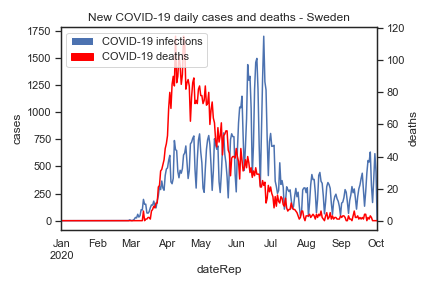 New COVID-19 daily cases and deaths - Sweden
COVID-19 infections
COVID-19 deaths
cases
1750
1500
1250
1000
750
500
250
0
deaths
120
100
80
60
40
20
0
Jan Feb Mar Apr May Jun Jul Aug Sep Oct
2020
dateRep